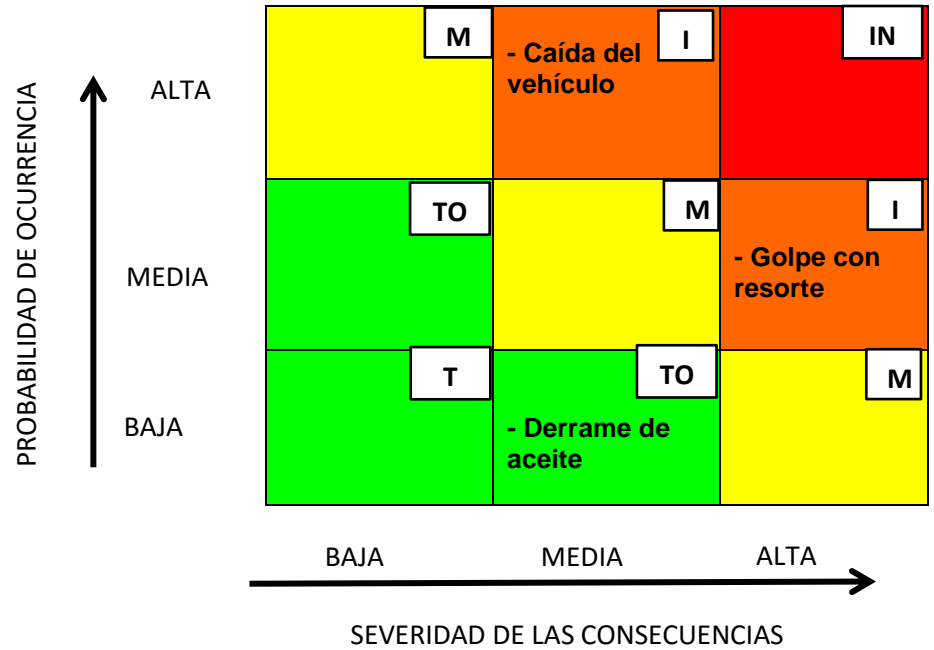 PROBABILIDAD DE OCURRENCIA
ALTA
M
- Caída del
vehículo
I
IN
MEDIA
TO
M
- Golpe con
resorte
I
BAJA
T
- Derrame de
aceite
TO
M
BAJA
MEDIA
ALTA
SEVERIDAD DE LAS CONSECUENCIAS